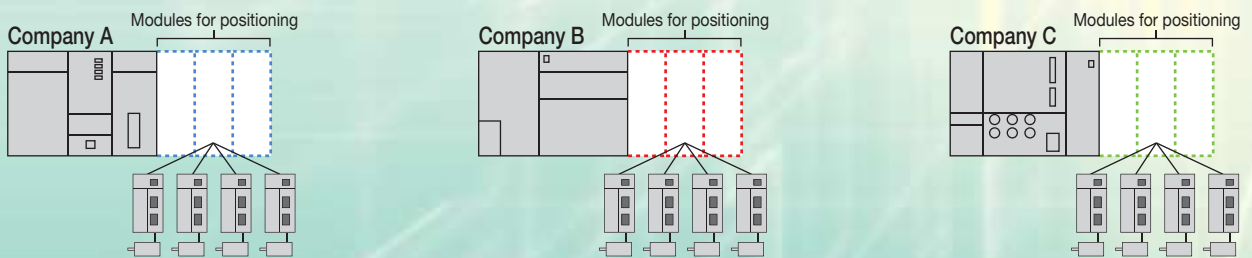 Modules for positioning
Company A
Modules for positioning
Company B
Modules for positioning
Company C